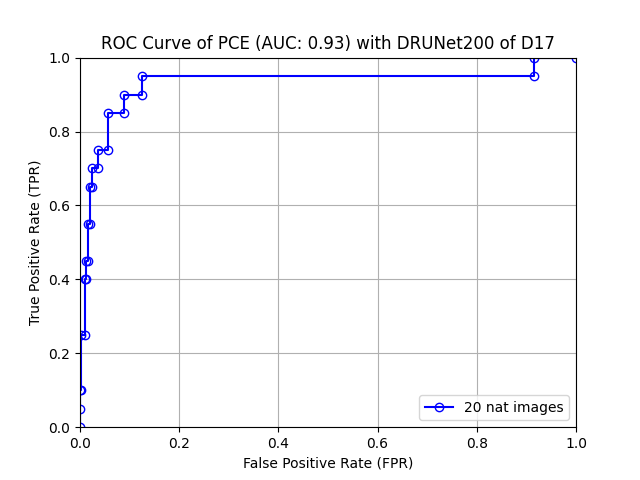 ROC Curve of PCE (AUC: 0.93) with DRUNet200 of D17
1.0
0.8
0.6
0.4
0.2
0.0
True Positive Rate (TPR)
20 nat images
0.0 0.2 0.4 0.6 0.8 1.0
False Positive Rate (FPR)